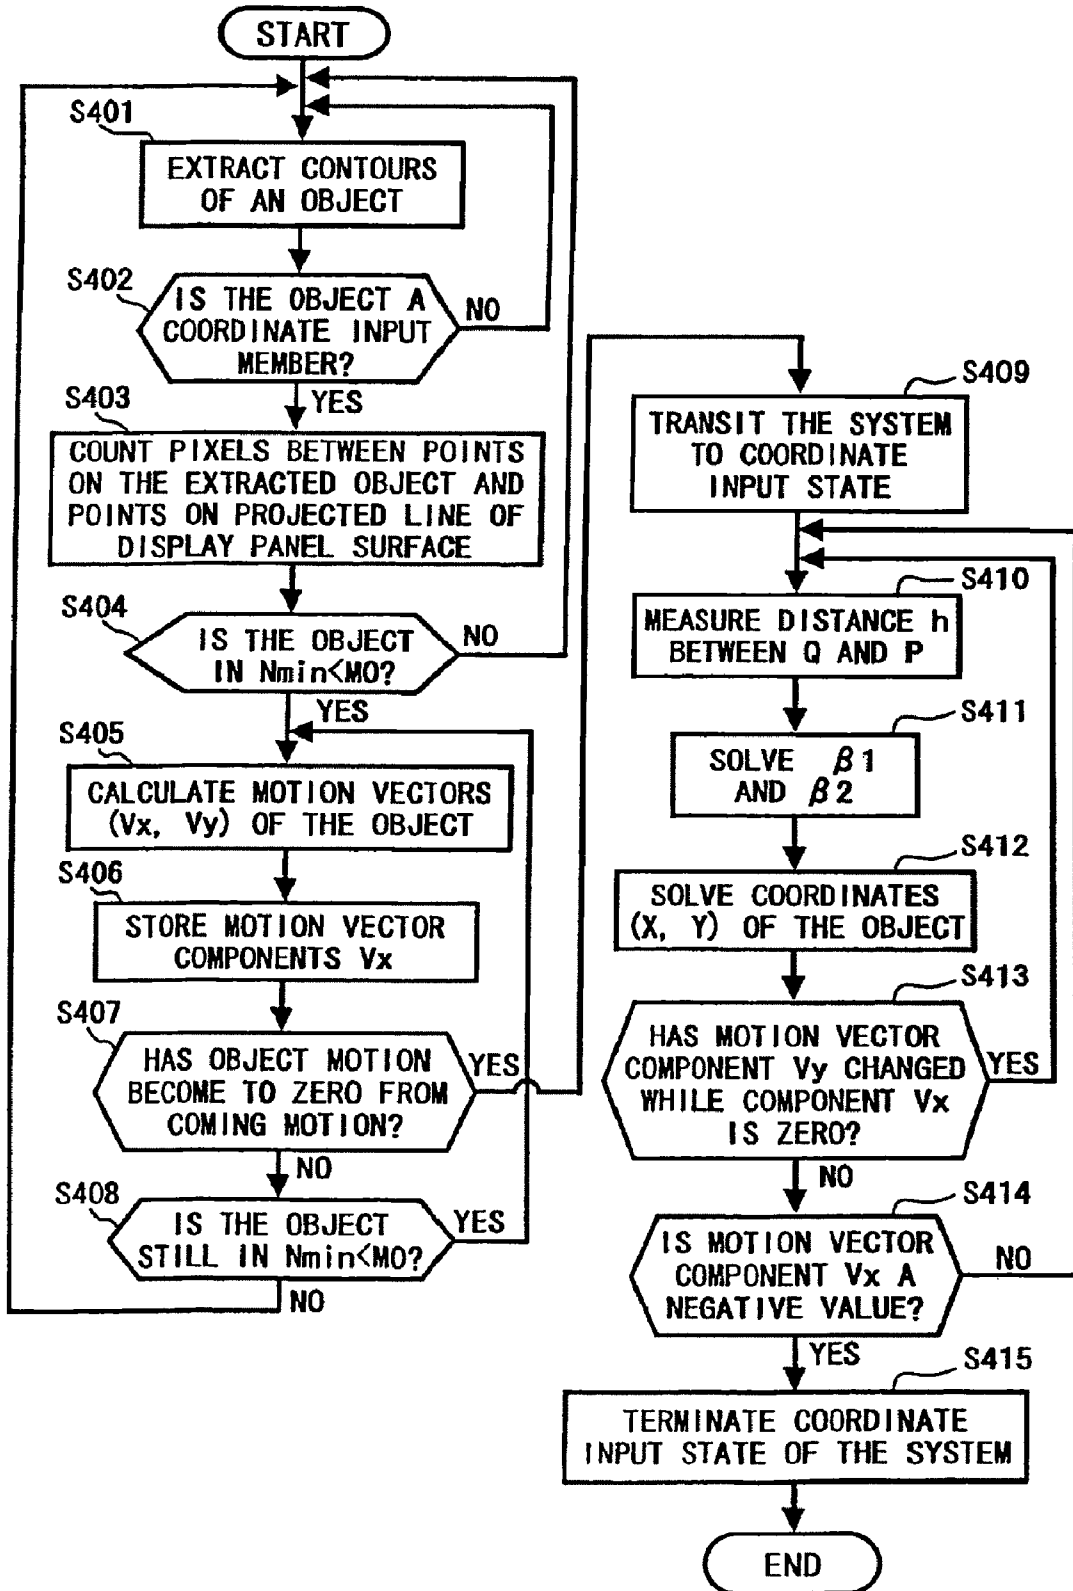 START
S401
EXTRACT CONTOURS
OF AN OBJECT
S402
IS THE OBJECT A
COORDINATE INPUT
MEMBER?
NO
YES
S403
COUNT PIXELS BETWEEN POINTS
ON THE EXTRACTED OBJECT AND
POINTS ON PROJECTED LINE OF
DISPLAY PANEL SURFACE
S404
IS THE OBJECT
IN Nmin<MO?
NO
YES
S405
CALCULATE MOTION VECTORS
(Vx, Vy) OF THE OBJECT
S406
STORE MOTION VECTOR
COMPONENTS Vx
S407
HAS OBJECT MOTION
BECOME TO ZERO FROM
COMING MOTION?
YES
NO
S408
IS THE OBJECT
STILL IN Nmin<MO?
YES
NO
S409
TRANSIT THE SYSTEM
TO COORDINATE
INPUT STATE
S410
MEASURE DISTANCE h
BETWEEN Q AND P
S411
SOLVE β1
AND β2
S412
SOLVE COORDINATES
(X, Y) OF THE OBJECT
S413
HAS MOTION VECTOR
COMPONENT Vy CHANGED
WHILE COMPONENT Vx
IS ZERO?
YES
NO
S414
IS MOTION VECTOR
COMPONENT Vx A
NEGATIVE VALUE?
NO
YES
S415
TERMINATE COORDINATE
INPUT STATE OF THE SYSTEM
END